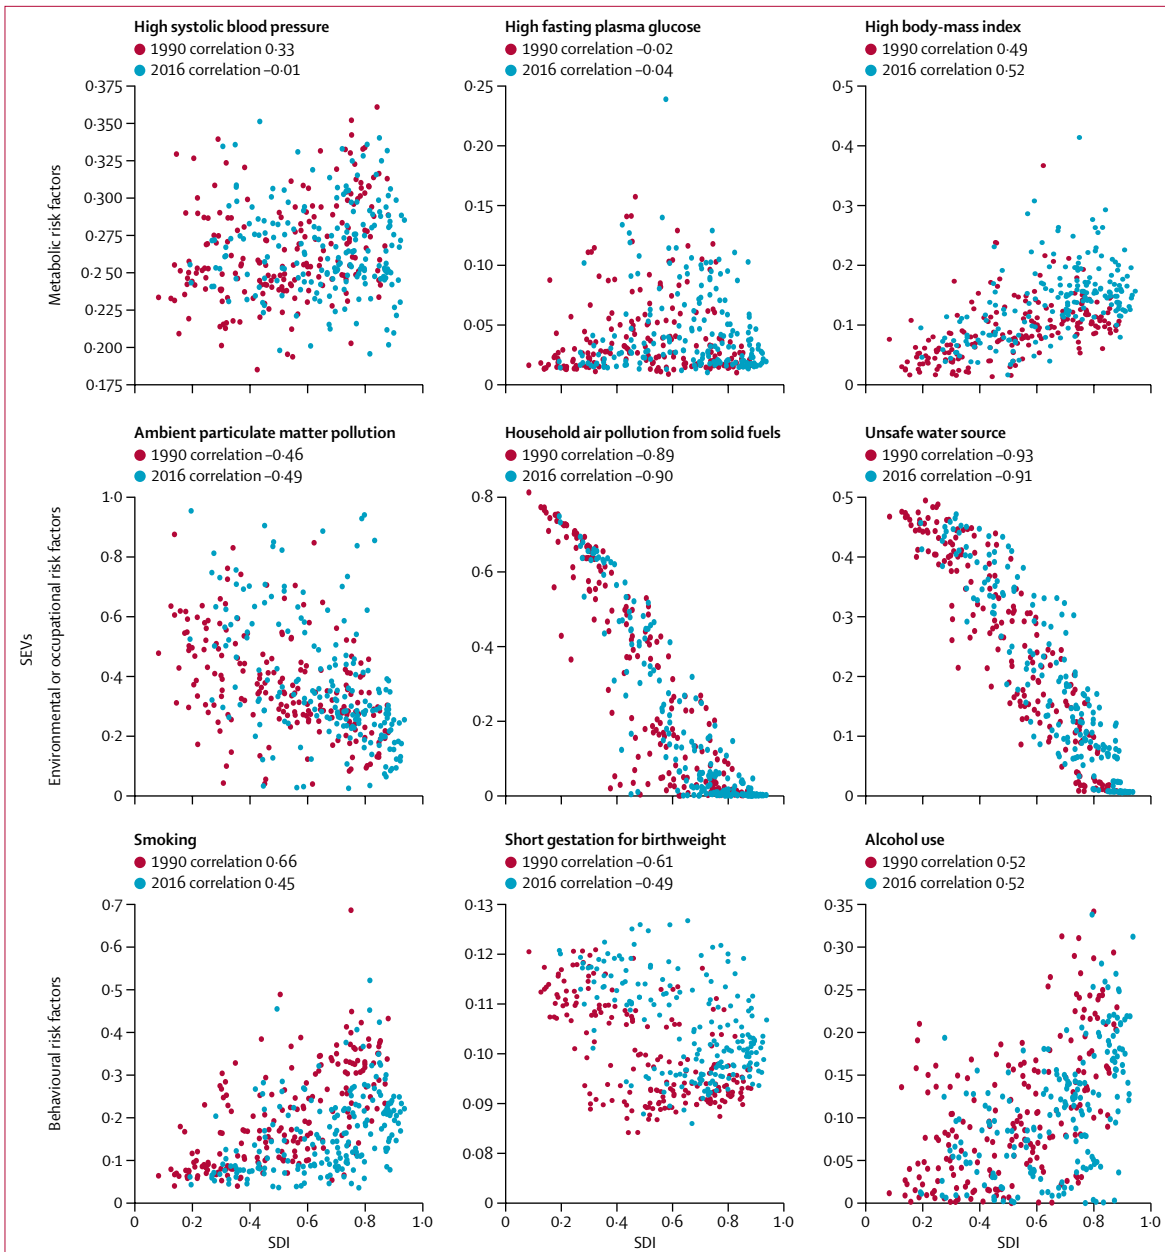 High systolic blood pressure
1990 correlation 0·33
2016 correlation –0·01
0·375
0·350
0·325
0·300
0·275
0·250
0·225
0·200
0·175
Metabolic risk factors
High fasting plasma glucose
1990 correlation –0·02
2016 correlation –0·04
0·25
0·20
0·15
0·10
0·05
0
High body-mass index
1990 correlation 0·49
2016 correlation 0·52
0·5
0·4
0·3
0·2
0·1
0
Ambient particulate matter pollution
1990 correlation –0·46
2016 correlation –0·49
1·0
0·8
0·6
0·4
0·2
0
SEVs
Environmental or occupational risk factors
Household air pollution from solid fuels
1990 correlation –0·89
2016 correlation –0·90
0·8
0·6
0·4
0·2
0
Unsafe water source
1990 correlation –0·93
2016 correlation –0·91
0·5
0·4
0·3
0·2
0·1
0
Smoking
1990 correlation 0·66
2016 correlation 0·45
0·7
0·6
0·5
0·4
0·3
0·2
0·1
0
Behavioural risk factors
0 0·2 0·4 0·6 0·8 1·0
SDI
Short gestation for birthweight
1990 correlation –0·61
2016 correlation –0·49
0·13
0·12
0·11
0·10
0·09
0·08
0
0 0·2 0·4 0·6 0·8 1·0
SDI
Alcohol use
1990 correlation 0·52
2016 correlation 0·52
0·35
0·30
0·25
0·20
0·15
0·10
0·05
0
0 0·2 0·4 0·6 0·8 1·0
SDI